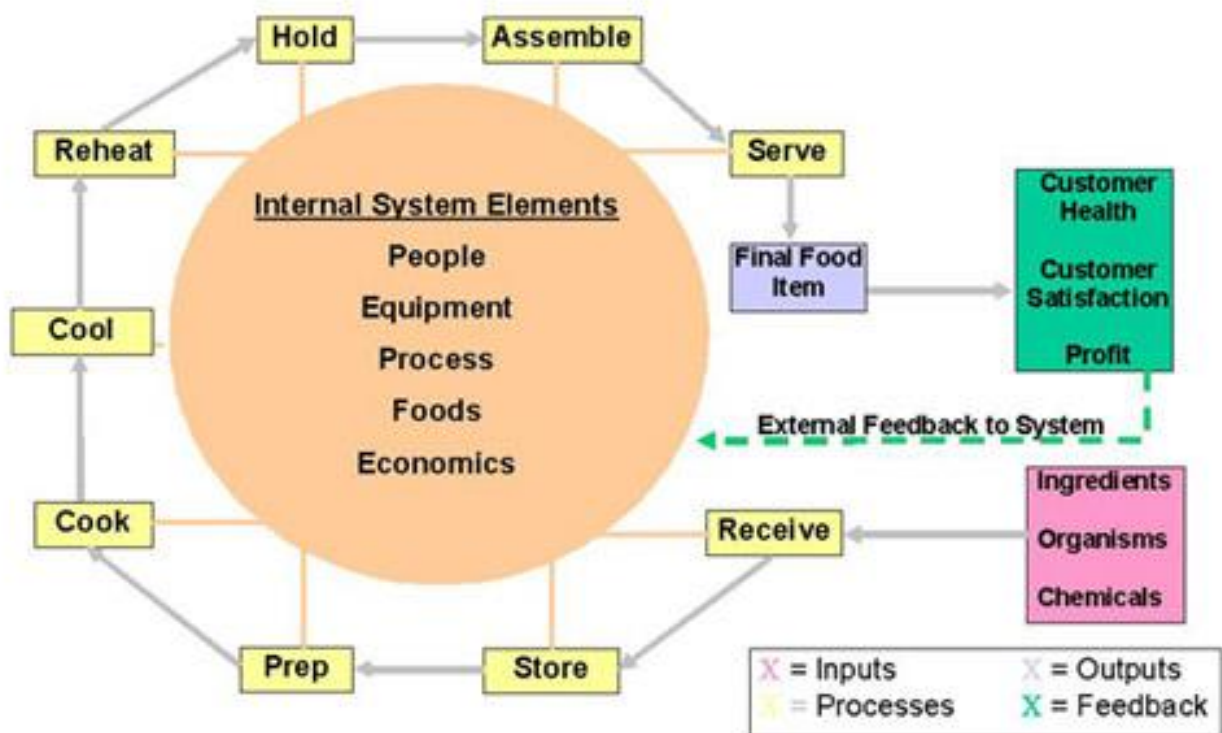 Hold
Assemble
Reheat
Serve
Internal System Elements
People
Equipment
Process
Foods
Economics
Cool
Final Food
Item
Customer
Health
Customer
Satisfaction
Profit
External Feedback to System
Cook
Receive
Ingredients
Organisms
Chemicals
Prep
Store
X = Inputs
X = Outputs
X = Processes
X = Feedback